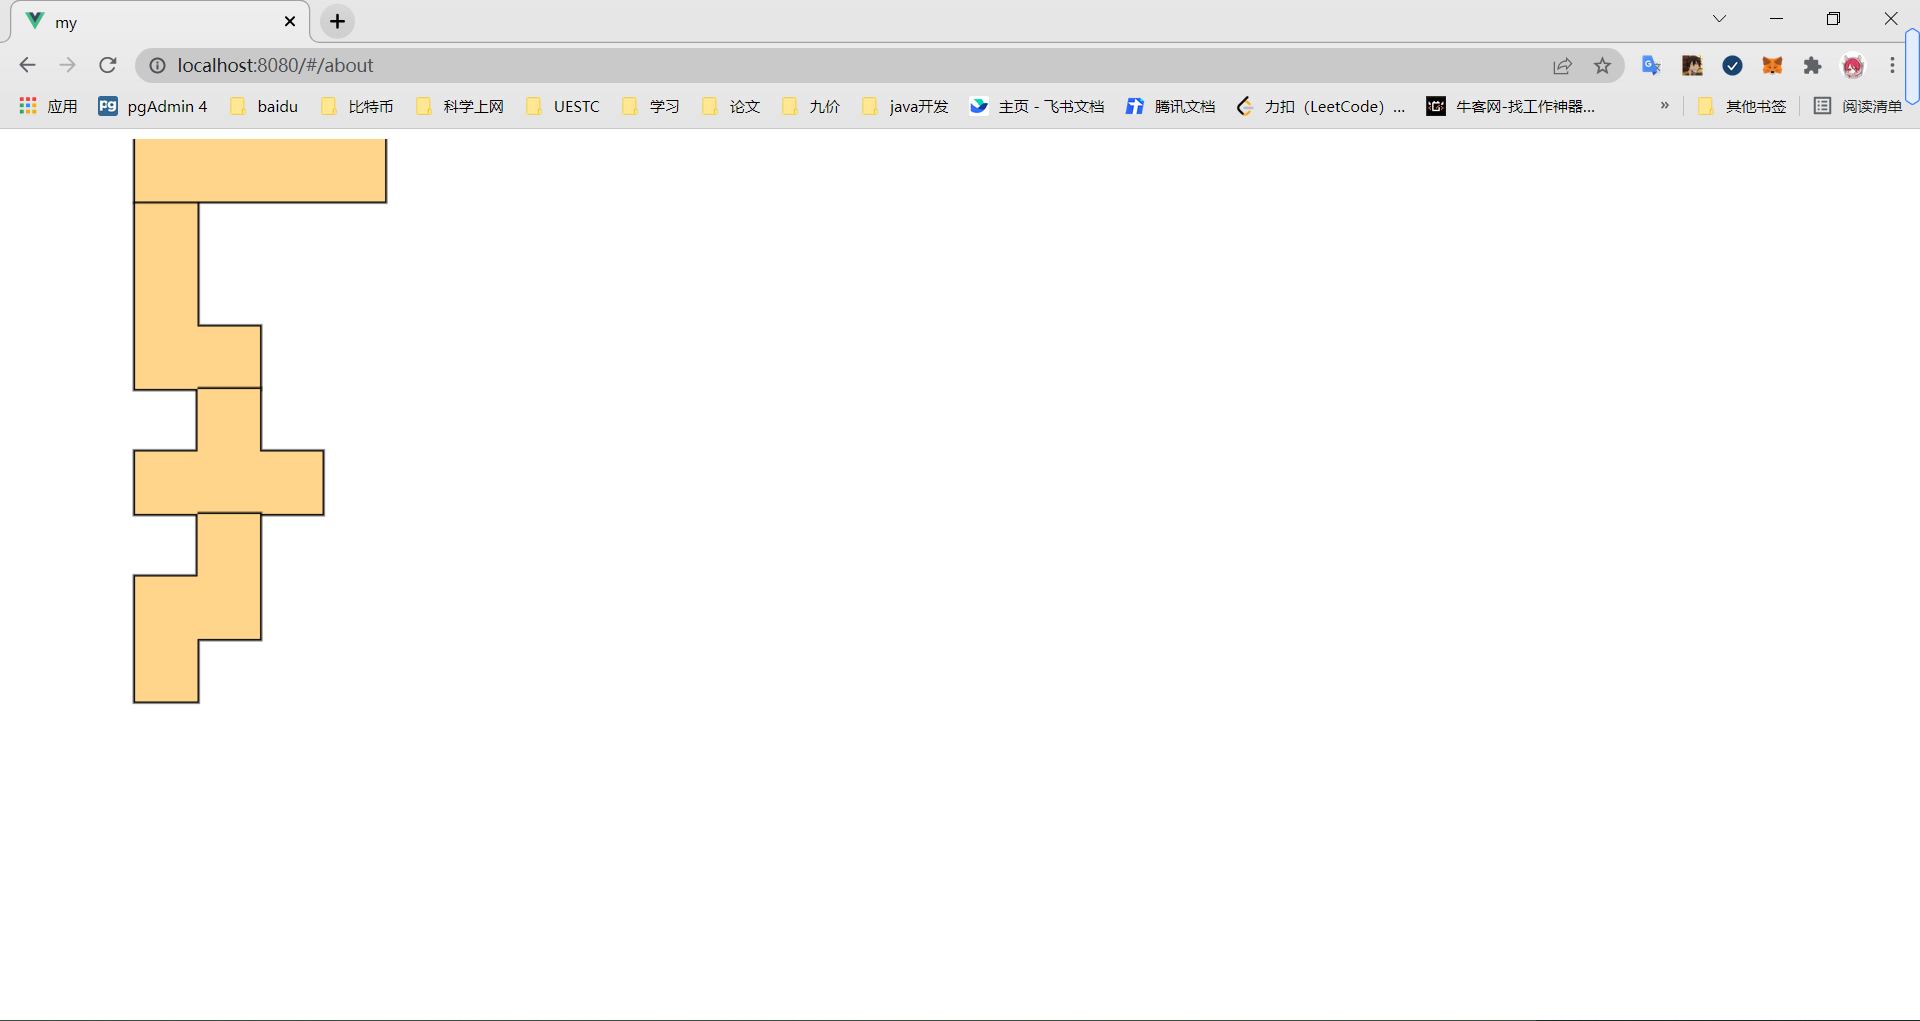 my
localhost:8080/#/about
应用 pgAdmin 4 baidu 比特币 科学上网 UESTC 学习 论文 九价 java开发 主页 - 飞书文档 腾讯文档 力扣（LeetCode）... 牛客网-找工作神器... » 其他书签 阅读清单